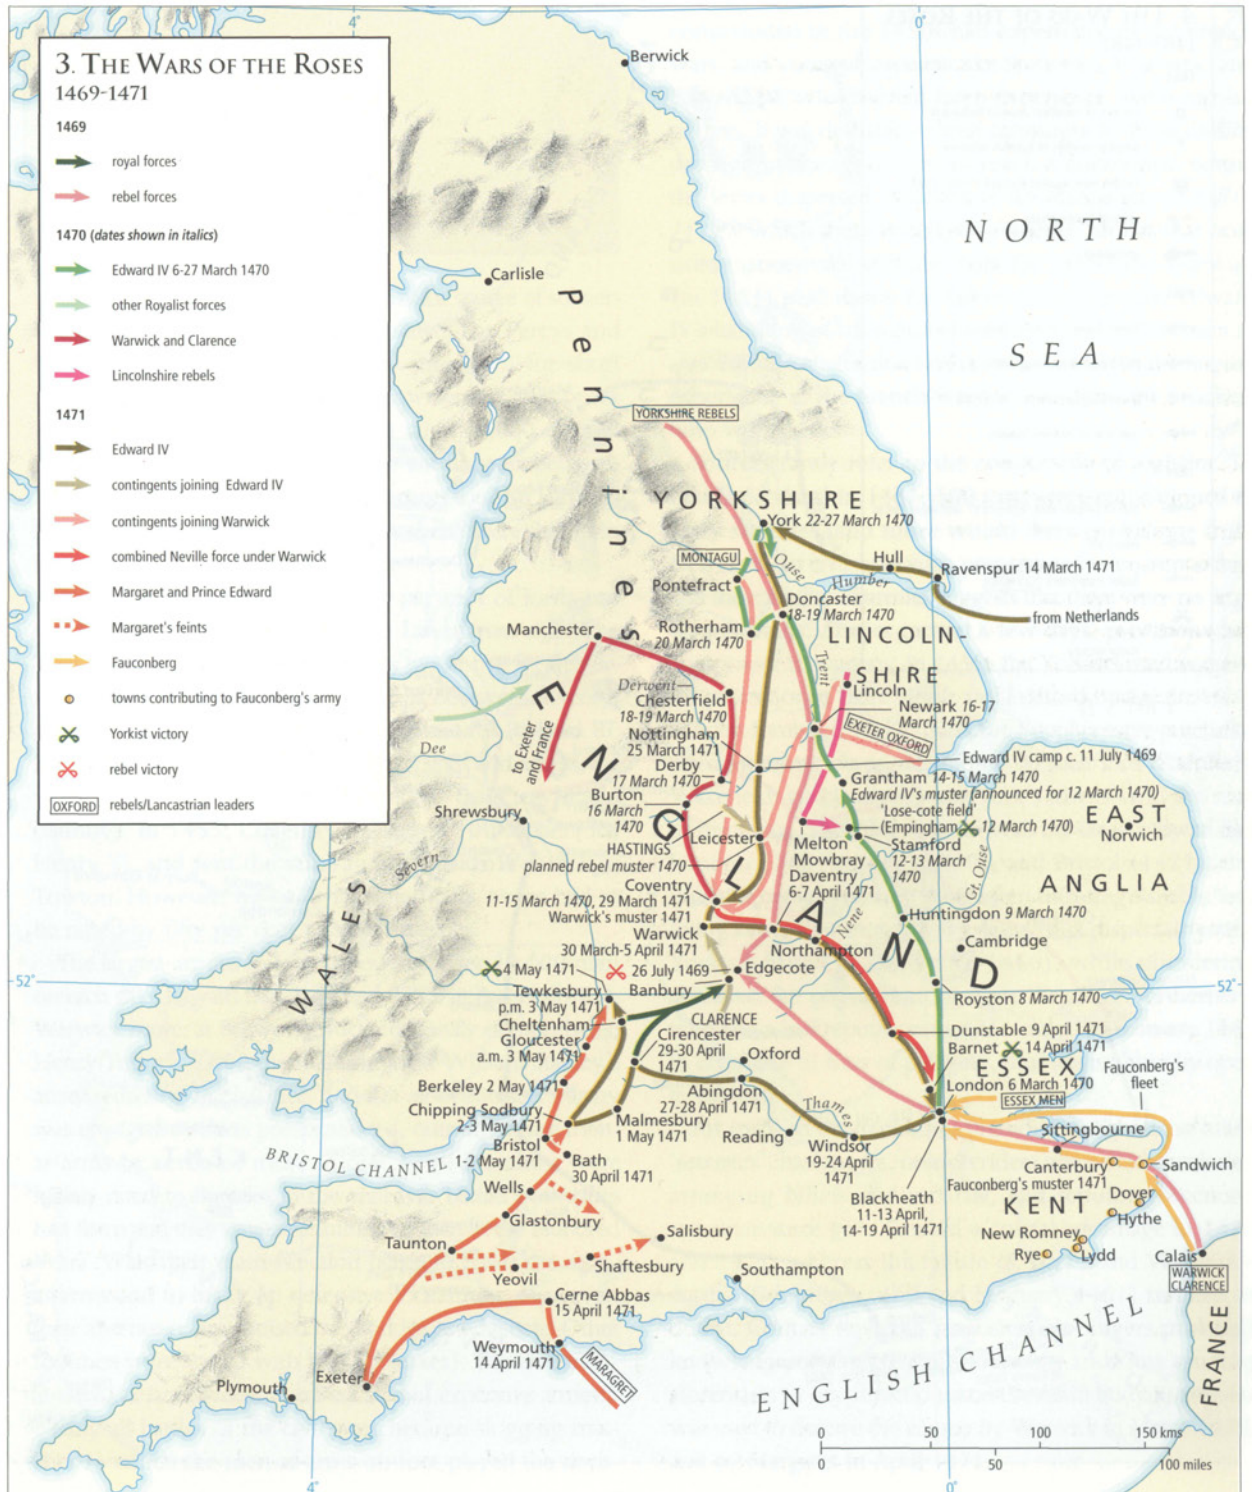 4°
0°
3. THE WARS OF THE ROSES
1469-1471
1469
royal forces
rebel forces
1470 (dates shown in italics)
Edward IV 6-27 March 1470
other Royalist forces
Warwick and Clarence
Lincolnshire rebels
1471
Edward IV
contingents joining Edward IV
contingents joining Warwick
combined Neville force under Warwick
Margaret and Prince Edward
Margaret's feints
Fauconberg
towns contributing to Fauconberg's army
Yorkist victory
rebel victory
OXFORD rebels/Lancastrian leaders
Berwick
NORTH
SEA
Carlisle
Pennines
YORKSHIRE REBELS
YORKSHIRE
York 22-27 March 1470
MONTAGU
Ouse
Hull
Humber
Ravenspur 14 March 1471
from Netherlands
Pontefract
Doncaster
18-19 March 1470
Rotherham
20 March 1470
Manchester
LINCOLN-
SHIRE
Trent
Lincoln
Derwent
Chesterfield
18-19 March 1470
Newark 16-17
March 1470
EXETER OXFORD
Nottingham
25 March 1471
Edward IV camp c. 11 July 1469
to Exeter
and France
Dee
Derby
17 March 1470
Grantham 14-15 March 1470
Edward IV's muster (announced for 12 March 1470)
Burton
16 March
1470
'Lose-cote field'
(Empingham 12 March 1470)
EAST
Norwich
ANGLIA
Shrewsbury
HASTINGS
Leicester
planned rebel muster 1470
Melton
Mowbray
Stamford
12-13 March
1470
Severn
Daventry
6-7 April 1471
Gt. Ouse
Coventry
11-15 March 1470, 29 March 1471
Warwick's muster 1471
Nene
Huntingdon 9 March 1470
Warwick
30 March-5 April 1471
Northampton
Cambridge
ENGLAND
WALES
52°
52°
4 May 1471
26 July 1469
Edgecote
Banbury
Tewkesbury
p.m. 3 May 1471
Royston 8 March 1470
Cheltenham
CLARENCE
Gloucester
a.m. 3 May 1471
Cirencester
29-30 April
1471
Dunstable 9 April 1471
Barnet 14 April 1471
Oxford
ESSEX
Fauconberg's
fleet
Berkeley 2 May 1471
Abingdon
27-28 April 1471
London 6 March 1470
ESSEX MEN
Chipping Sodbury
2-3 May 1471
Malmesbury
1 May 1471
Thames
Reading
Windsor
19-24 April
1471
Sittingbourne
BRISTOL CHANNEL
Bristol
1-2 May 1471
Bath
30 April 1471
Canterbury
Fauconberg's muster 1471
Sandwich
Wells
Blackheath
11-13 April,
14-19 April 1471
KENT
Dover
Hythe
Glastonbury
Salisbury
New Romney
Taunton
Rye
Lydd
Calais
Yeovil
Shaftesbury
Southampton
WARWICK
CLARENCE
Cerne Abbas
15 April 1471
Weymouth
14 April 1471
MARAGRET
FRANCE
Plymouth
Exeter
ENGLISH CHANNEL
0 50 100 150 kms
0 50 100 miles
4°
0°